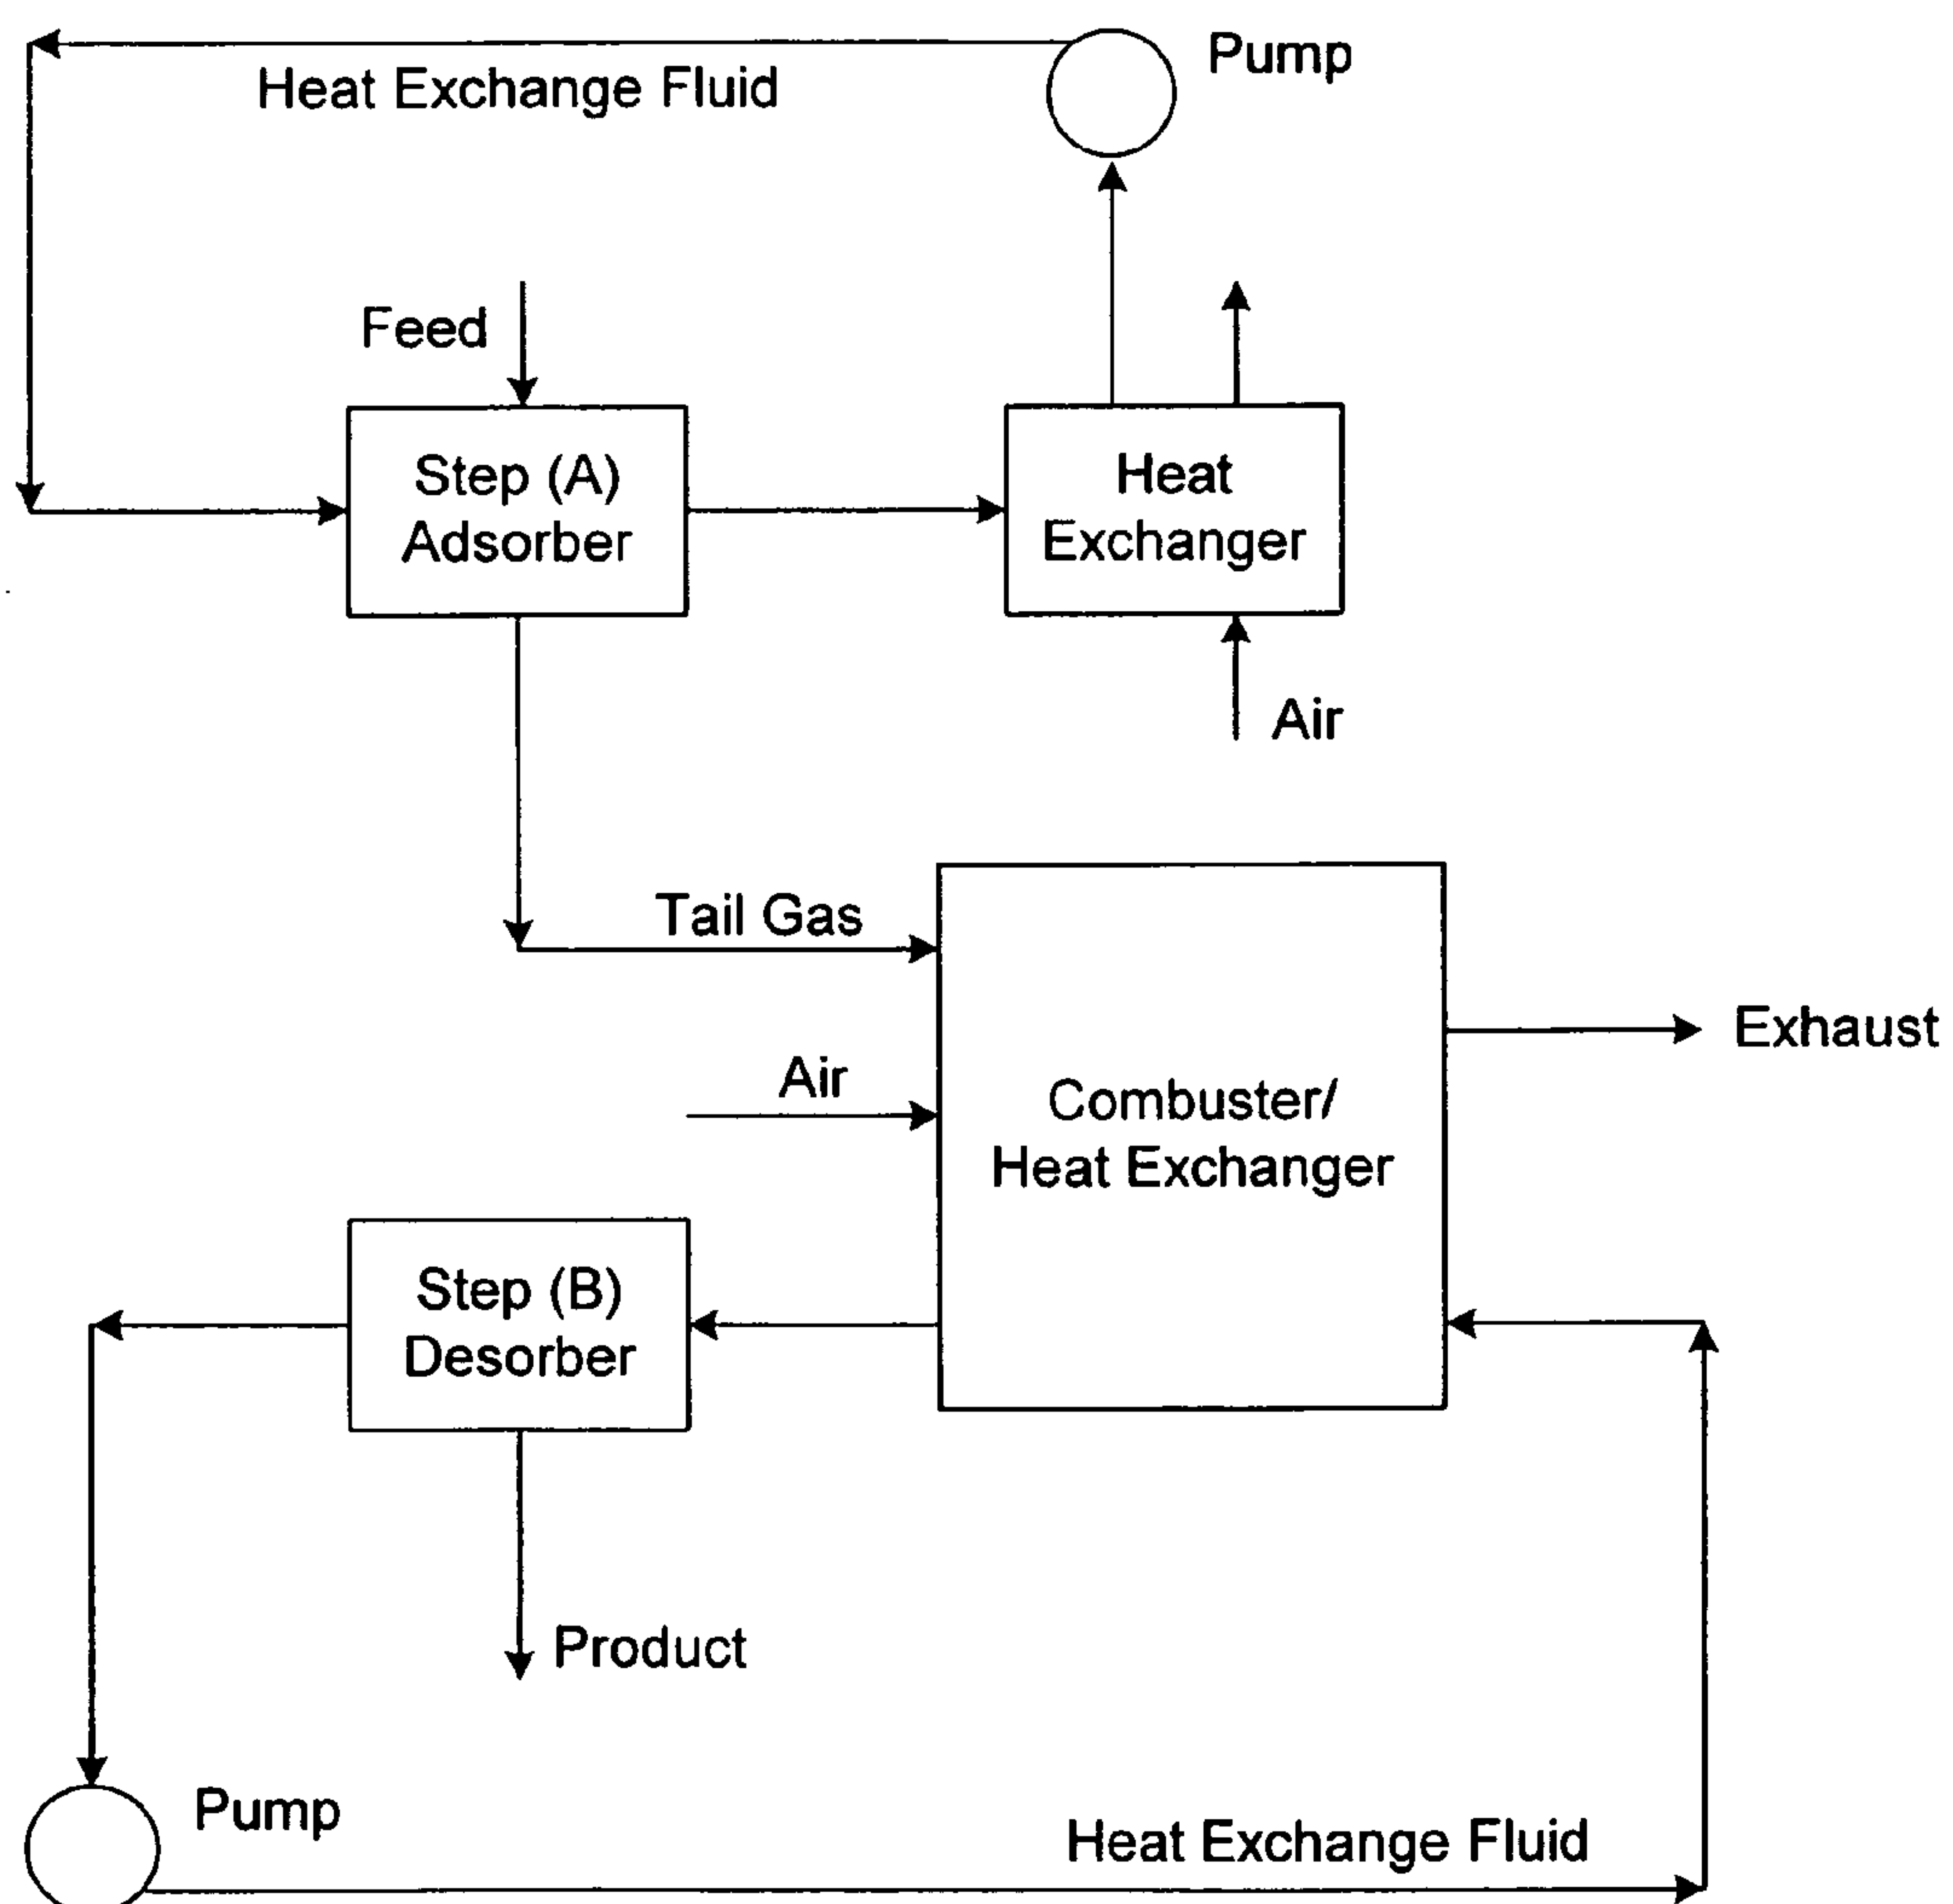 Pump
Heat Exchange Fluid
Feed
Step (A)
Adsorber
Heat
Exchanger
Air
Tail Gas
Exhaust
Air
Combuster/
Heat Exchanger
Step (B)
Desorber
Product
Pump
Heat Exchange Fluid